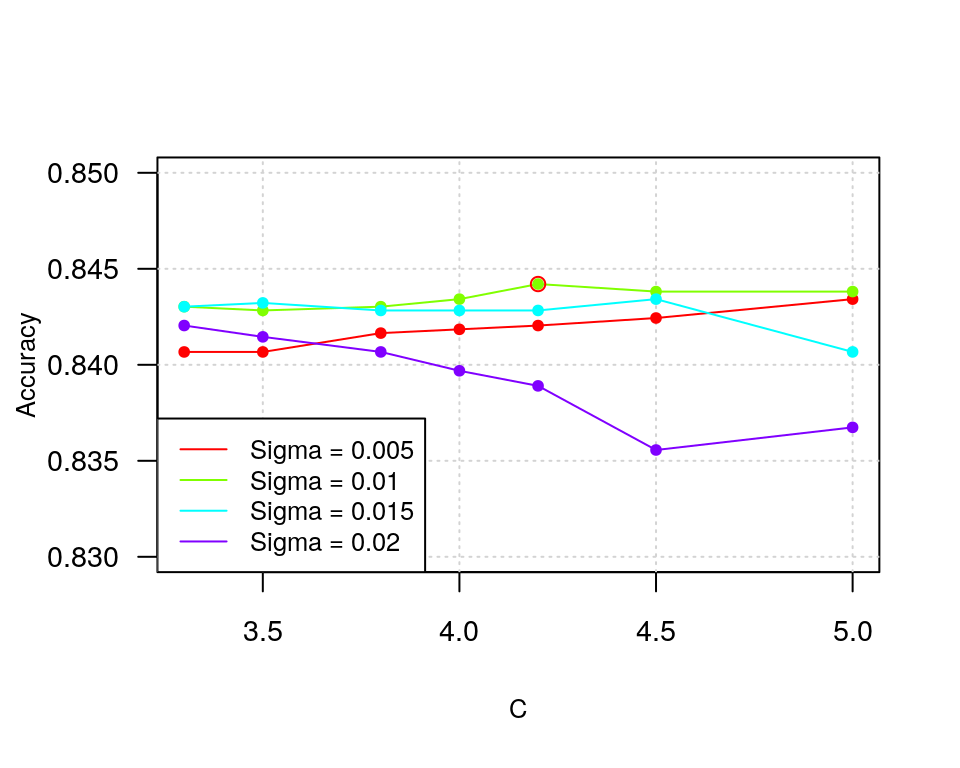 0.850
0.845
0.840
0.835
0.830
Accuracy
Sigma = 0.005
Sigma = 0.01
Sigma = 0.015
Sigma = 0.02
3.5 4.0 4.5 5.0
C